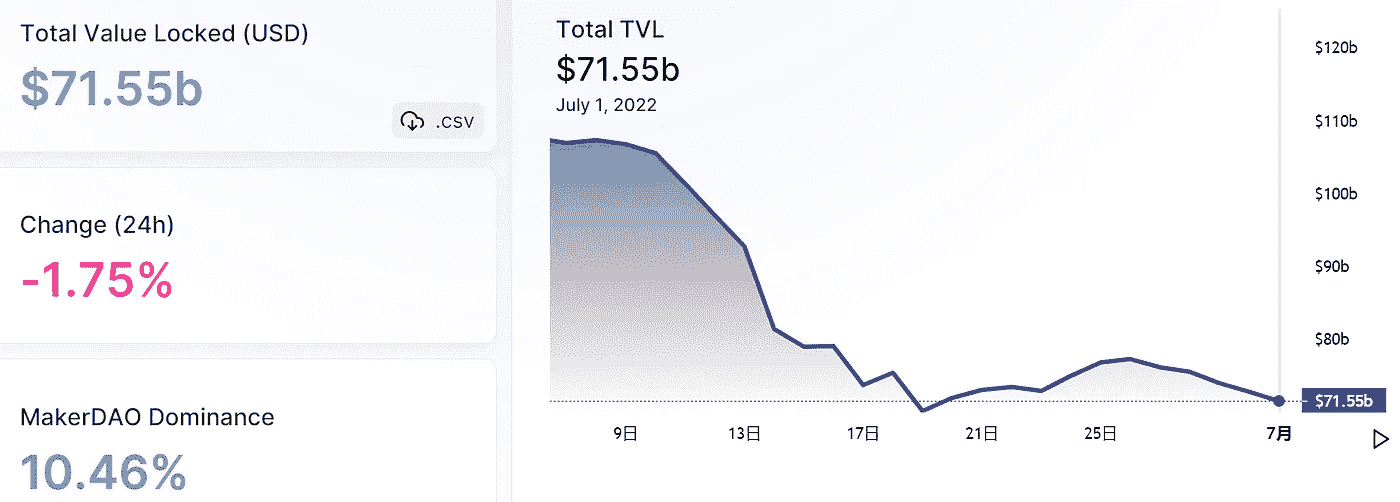 Total Value Locked (USD)
$71.55b
.csv
Change (24h)
-1.75%
MakerDAO Dominance
10.46%
Total TVL
$71.55b
July 1, 2022
$120b
$110b
$100b
$90b
$80b
$71.55b
9日
13日
17日
21日
25日
7月